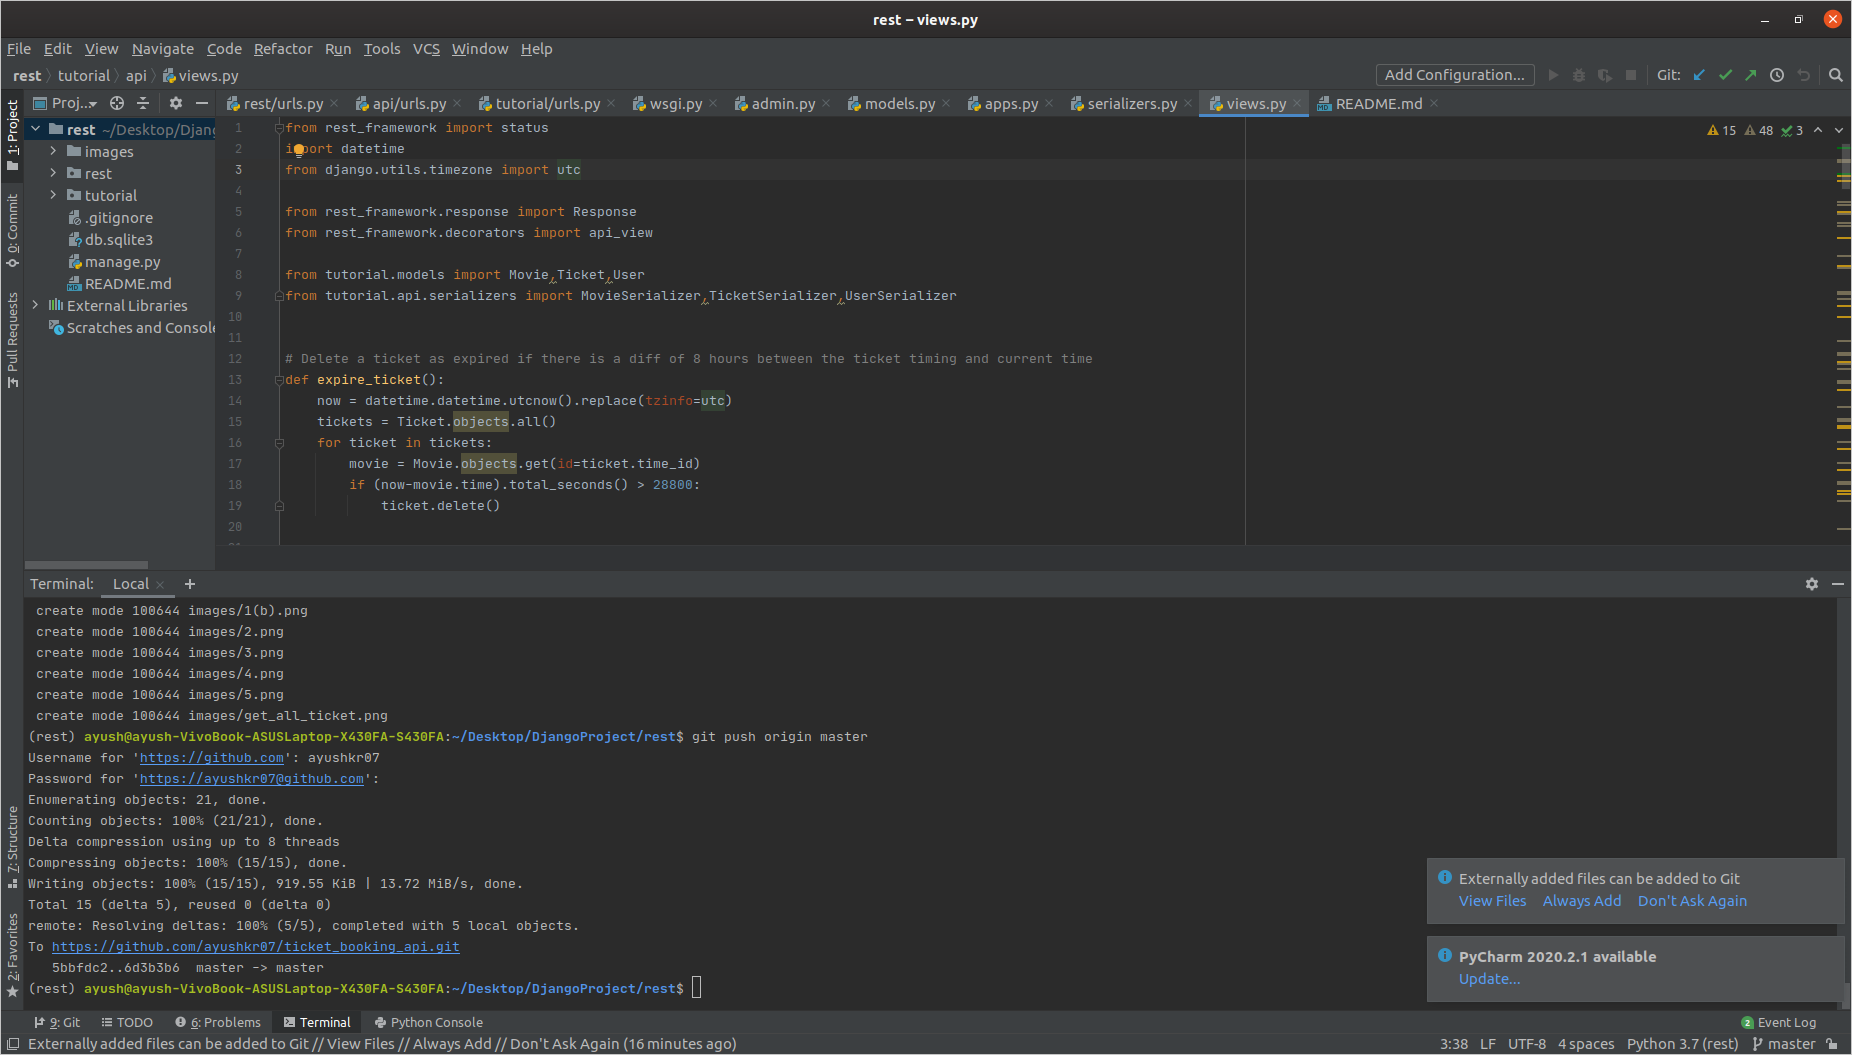 rest – views.py
File Edit View Navigate Code Refactor Run Tools VCS Window Help
rest tutorial api views.py
Add Configuration...
Git:
1: Project
0: Commit
Pull Requests
7: Structure
2: Favorites
Proj...
rest ~/Desktop/Djang
images
rest
tutorial
.gitignore
db.sqlite3
manage.py
README.md
External Libraries
Scratches and Consol
rest/urls.py api/urls.py tutorial/urls.py wsgi.py admin.py models.py apps.py serializers.py views.py README.md
15 48 3
1 from rest_framework import status
2 import datetime
3 from django.utils.timezone import utc
4
5 from rest_framework.response import Response
6 from rest_framework.decorators import api_view
7
8 from tutorial.models import Movie,Ticket,User
9 from tutorial.api.serializers import MovieSerializer,TicketSerializer,UserSerializer
10
11
12 # Delete a ticket as expired if there is a diff of 8 hours between the ticket timing and current time
13 def expire_ticket():
14 now = datetime.datetime.utcnow().replace(tzinfo=utc)
15 tickets = Ticket.objects.all()
16 for ticket in tickets:
17 movie = Movie.objects.get(id=ticket.time_id)
18 if (now-movie.time).total_seconds() > 28800:
19 ticket.delete()
20
Terminal: Local +
create mode 100644 images/1(b).png
create mode 100644 images/2.png
create mode 100644 images/3.png
create mode 100644 images/4.png
create mode 100644 images/5.png
create mode 100644 images/get_all_ticket.png
(rest) ayush@ayush-VivoBook-ASUSLaptop-X430FA-S430FA:~/Desktop/DjangoProject/rest$ git push origin master
Username for 'https://github.com': ayushkr07
Password for 'https://ayushkr07@github.com':
Enumerating objects: 21, done.
Counting objects: 100% (21/21), done.
Delta compression using up to 8 threads
Compressing objects: 100% (15/15), done.
Writing objects: 100% (15/15), 919.55 KiB | 13.72 MiB/s, done.
Total 15 (delta 5), reused 0 (delta 0)
remote: Resolving deltas: 100% (5/5), completed with 5 local objects.
To https://github.com/ayushkr07/ticket_booking_api.git
5bbfdc2..6d3b3b6 master -> master
(rest) ayush@ayush-VivoBook-ASUSLaptop-X430FA-S430FA:~/Desktop/DjangoProject/rest$
Externally added files can be added to Git
View Files Always Add Don't Ask Again
PyCharm 2020.2.1 available
Update...
9: Git TODO 6: Problems Terminal Python Console 2 Event Log
Externally added files can be added to Git // View Files // Always Add // Don't Ask Again (16 minutes ago) 3:38 LF UTF-8 4 spaces Python 3.7 (rest) master